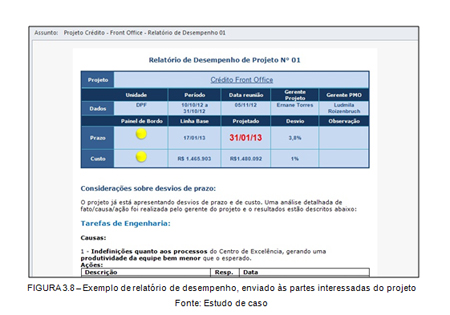 Assunto: Projeto Crédito - Front Office - Relatório de Desempenho 01
Relatório de Desempenho de Projeto N° 01
Projeto Crédito Front Office
Unidade Período Data reunião Gerente Projeto Gerente PMO
Dados DPF 10/10/12 a 31/10/12 05/11/12 Ernane Torres Ludmila Roizenbruch
Painel de Bordo Linha Base Projetado Desvio Observação
Prazo 17/01/13 31/01/13 3,8%
Custo R$ 1.465.903 R$1.480.092 1%
Considerações sobre desvios de prazo:
O projeto já está apresentando desvios de prazo e de custo. Uma análise detalhada de
fato/causa/ação foi realizada pelo gerente do projeto e o resultados estão descritos abaixo:
Tarefas de Engenharia:
Causas:
1 - Indefinições quanto aos processos do Centro de Excelência, gerando uma
produtividade da equipe bem menor que o esperado.
Ações:
Descrição Resp. Data
FIGURA 3.8 – Exemplo de relatório de desempenho, enviado às partes interessadas do projeto
Fonte: Estudo de caso